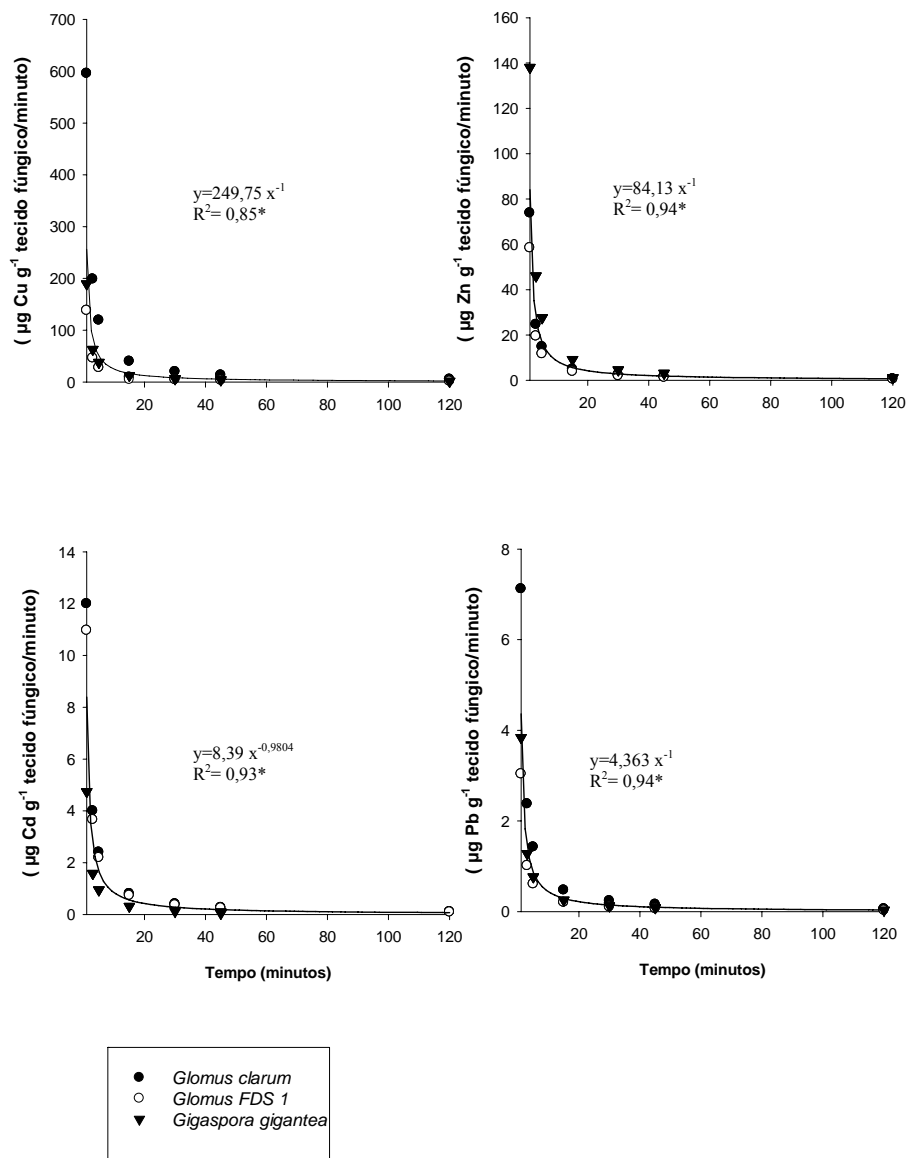 700
600
500
400
300
200
100
0
( µg Cu g-1 tecido fúngico/minuto)
y=249,75 x-1
R2= 0,85*
20 40 60 80 100 120
160
140
120
100
80
60
40
20
0
( µg Zn g-1 tecido fúngico/minuto)
y=84,13 x-1
R2= 0,94*
20 40 60 80 100 120
14
12
10
8
6
4
2
0
( µg Cd g-1 tecido fúngico/minuto)
y=8,39 x-0,9804
R2= 0,93*
20 40 60 80 100 120
Tempo (minutos)
8
6
4
2
0
( µg Pb g-1 tecido fúngico/minuto)
y=4,363 x-1
R2= 0,94*
20 40 60 80 100 120
Tempo (minutos)
Glomus clarum
Glomus FDS 1
Gigaspora gigantea